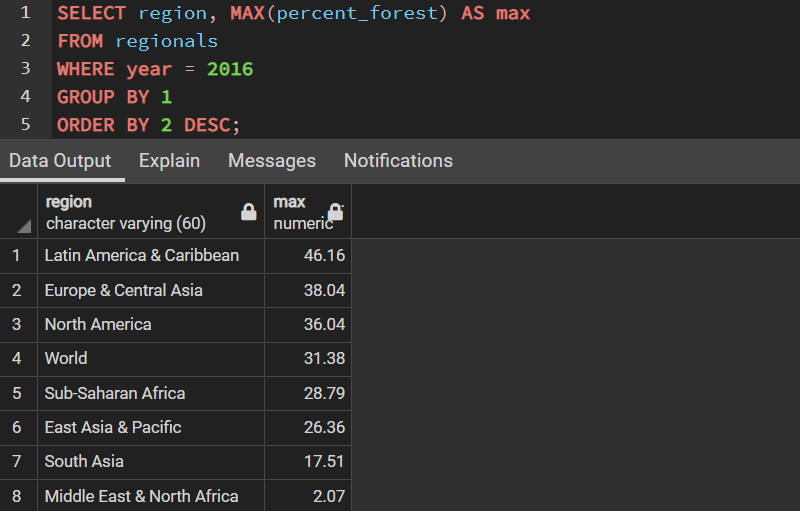 1 SELECT region, MAX(percent_forest) AS max
2 FROM regionals
3 WHERE year = 2016
4 GROUP BY 1
5 ORDER BY 2 DESC;
Data Output Explain Messages Notifications
region max
character varying (60) numeric
1 Latin America & Caribbean 46.16
2 Europe & Central Asia 38.04
3 North America 36.04
4 World 31.38
5 Sub-Saharan Africa 28.79
6 East Asia & Pacific 26.36
7 South Asia 17.51
8 Middle East & North Africa 2.07